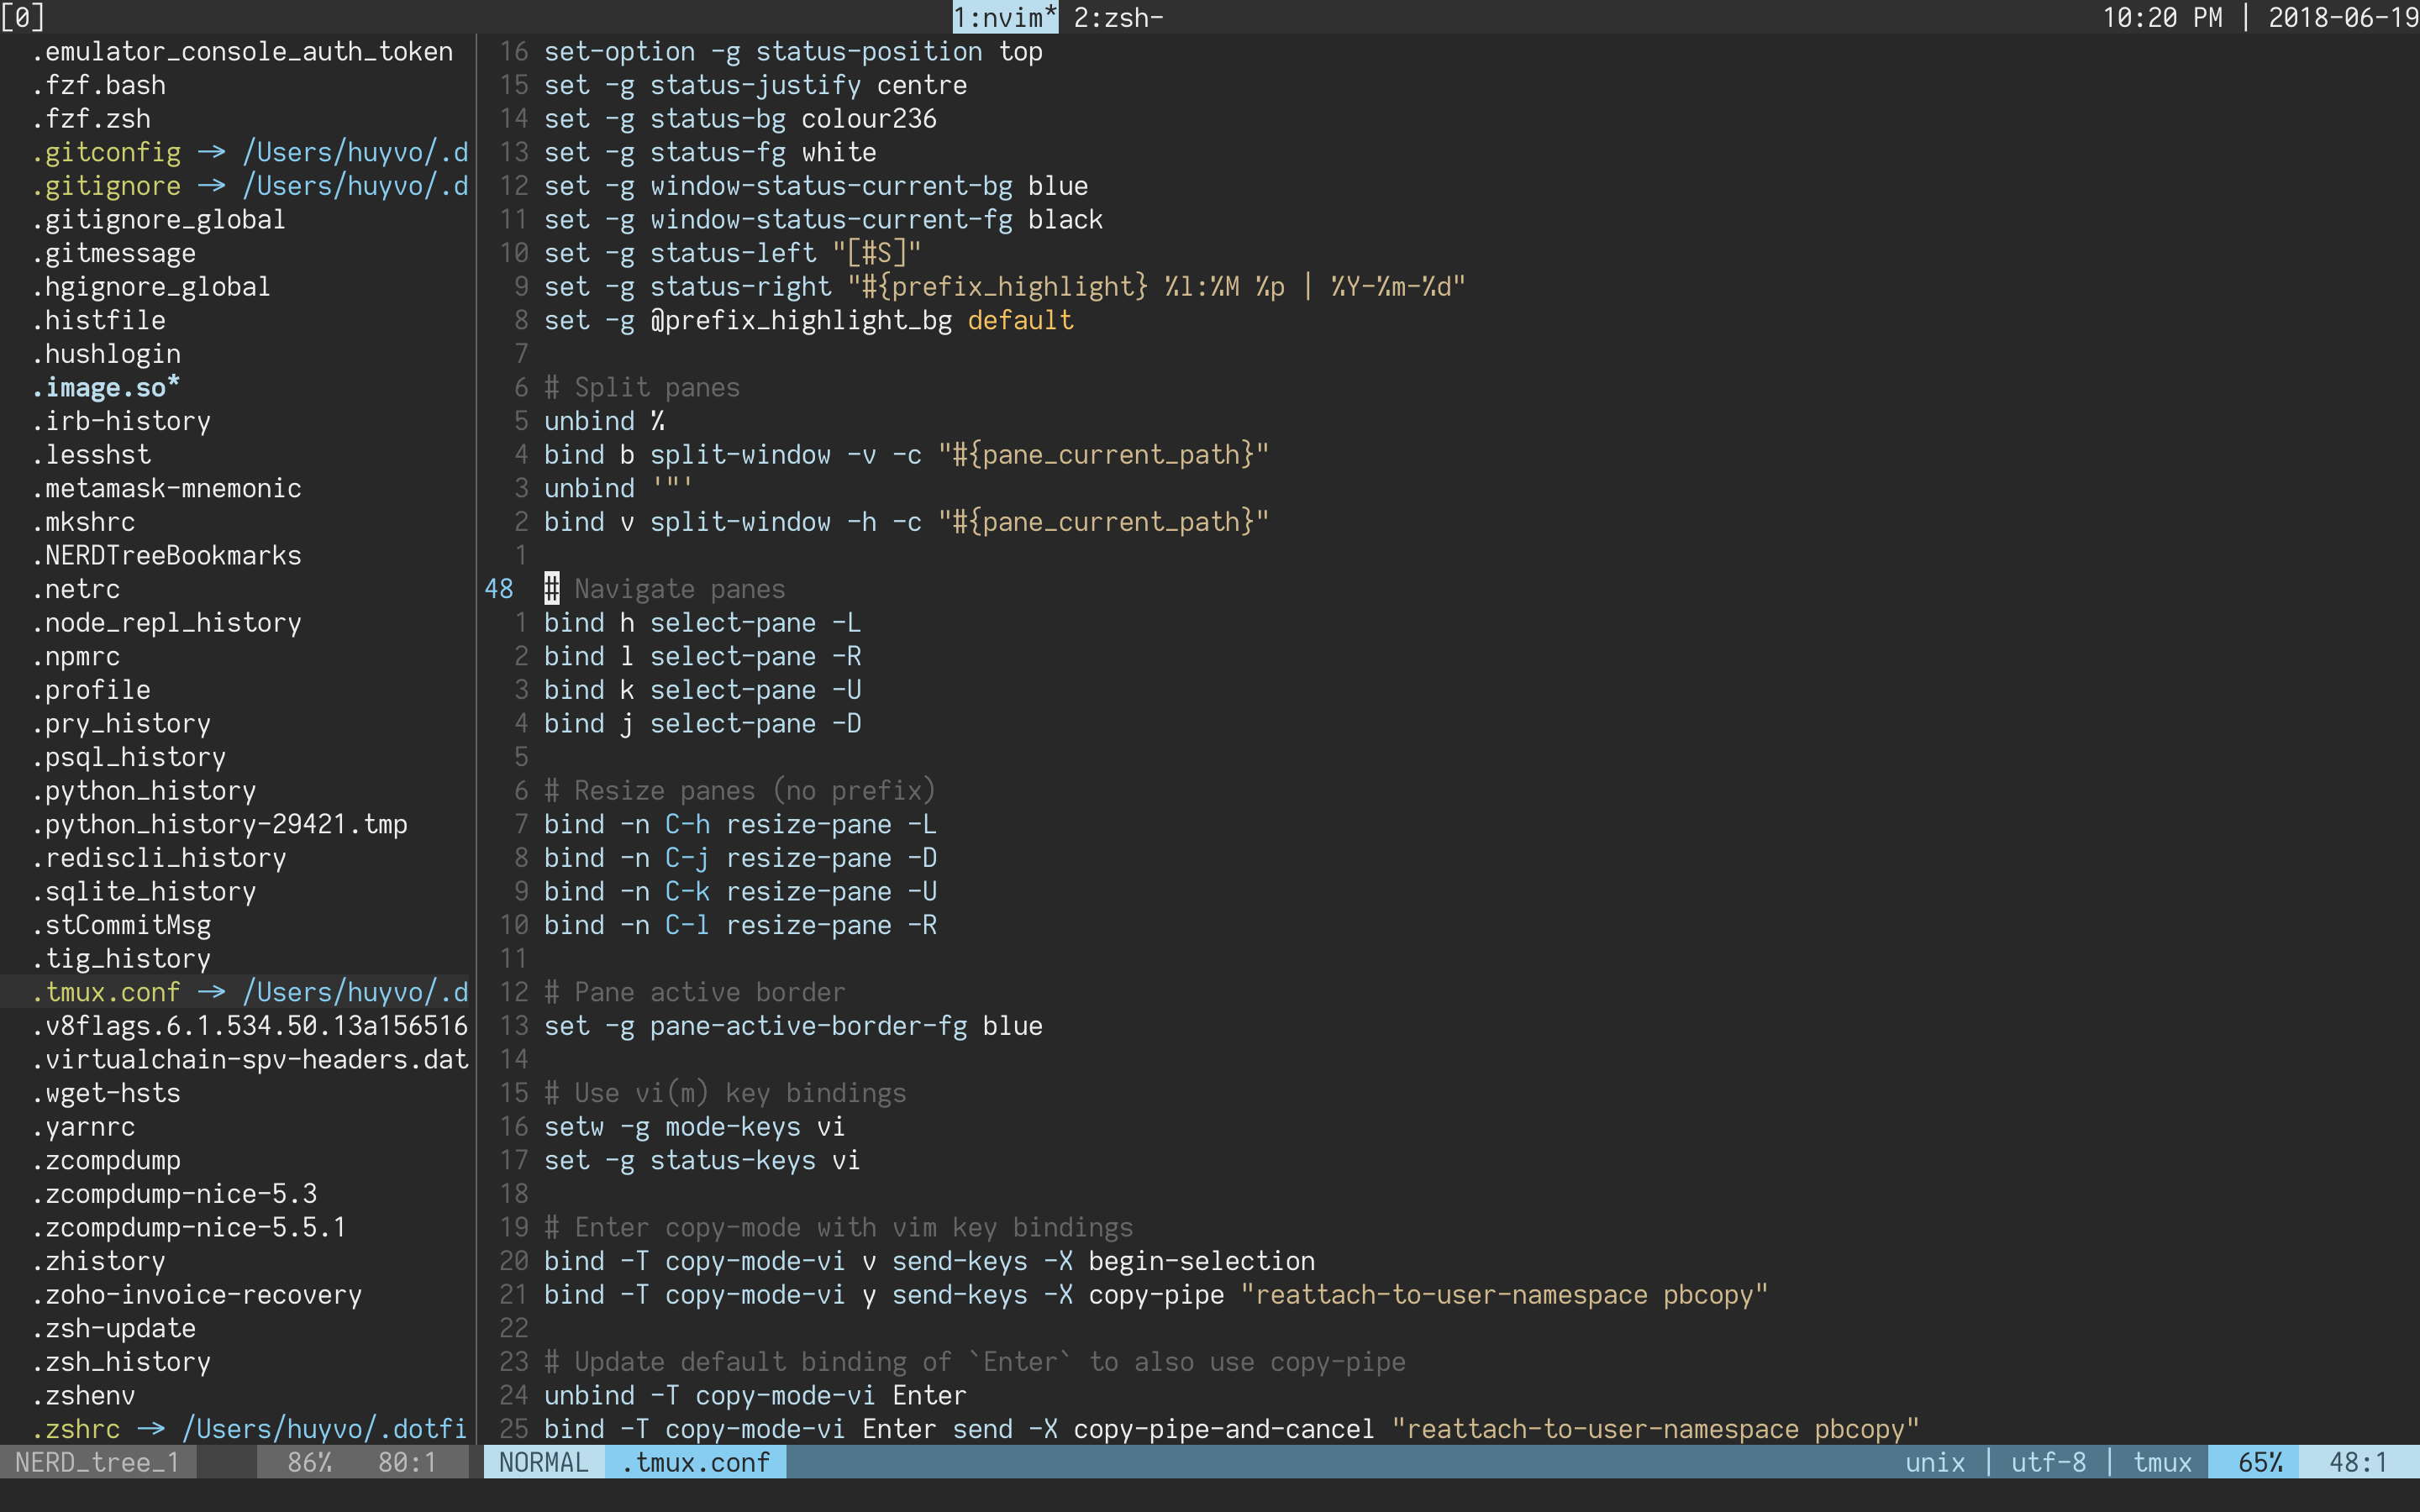 [0] 1:nvim* 2:zsh- 10:20 PM | 2018-06-19
.emulator_console_auth_token
.fzf.bash
.fzf.zsh
.gitconfig → /Users/huyvo/.d
.gitignore → /Users/huyvo/.d
.gitignore_global
.gitmessage
.hgignore_global
.histfile
.hushlogin
.image.so*
.irb-history
.lesshst
.metamask-mnemonic
.mkshrc
.NERDTreeBookmarks
.netrc
.node_repl_history
.npmrc
.profile
.pry_history
.psql_history
.python_history
.python_history-29421.tmp
.rediscli_history
.sqlite_history
.stCommitMsg
.tig_history
.tmux.conf → /Users/huyvo/.d
.v8flags.6.1.534.50.13a156516
.virtualchain-spv-headers.dat
.wget-hsts
.yarnrc
.zcompdump
.zcompdump-nice-5.3
.zcompdump-nice-5.5.1
.zhistory
.zoho-invoice-recovery
.zsh-update
.zsh_history
.zshenv
.zshrc → /Users/huyvo/.dotfi
NERD_tree_1 86% 80:1
16 set-option -g status-position top
15 set -g status-justify centre
14 set -g status-bg colour236
13 set -g status-fg white
12 set -g window-status-current-bg blue
11 set -g window-status-current-fg black
10 set -g status-left "[#S]"
9 set -g status-right "#{prefix_highlight} %l:%M %p | %Y-%m-%d"
8 set -g @prefix_highlight_bg default
7
6 # Split panes
5 unbind %
4 bind b split-window -v -c "#{pane_current_path}"
3 unbind '"'
2 bind v split-window -h -c "#{pane_current_path}"
1
48 # Navigate panes
1 bind h select-pane -L
2 bind l select-pane -R
3 bind k select-pane -U
4 bind j select-pane -D
5
6 # Resize panes (no prefix)
7 bind -n C-h resize-pane -L
8 bind -n C-j resize-pane -D
9 bind -n C-k resize-pane -U
10 bind -n C-l resize-pane -R
11
12 # Pane active border
13 set -g pane-active-border-fg blue
14
15 # Use vi(m) key bindings
16 setw -g mode-keys vi
17 set -g status-keys vi
18
19 # Enter copy-mode with vim key bindings
20 bind -T copy-mode-vi v send-keys -X begin-selection
21 bind -T copy-mode-vi y send-keys -X copy-pipe "reattach-to-user-namespace pbcopy"
22
23 # Update default binding of `Enter` to also use copy-pipe
24 unbind -T copy-mode-vi Enter
25 bind -T copy-mode-vi Enter send -X copy-pipe-and-cancel "reattach-to-user-namespace pbcopy"
NORMAL .tmux.conf unix | utf-8 | tmux 65% 48:1